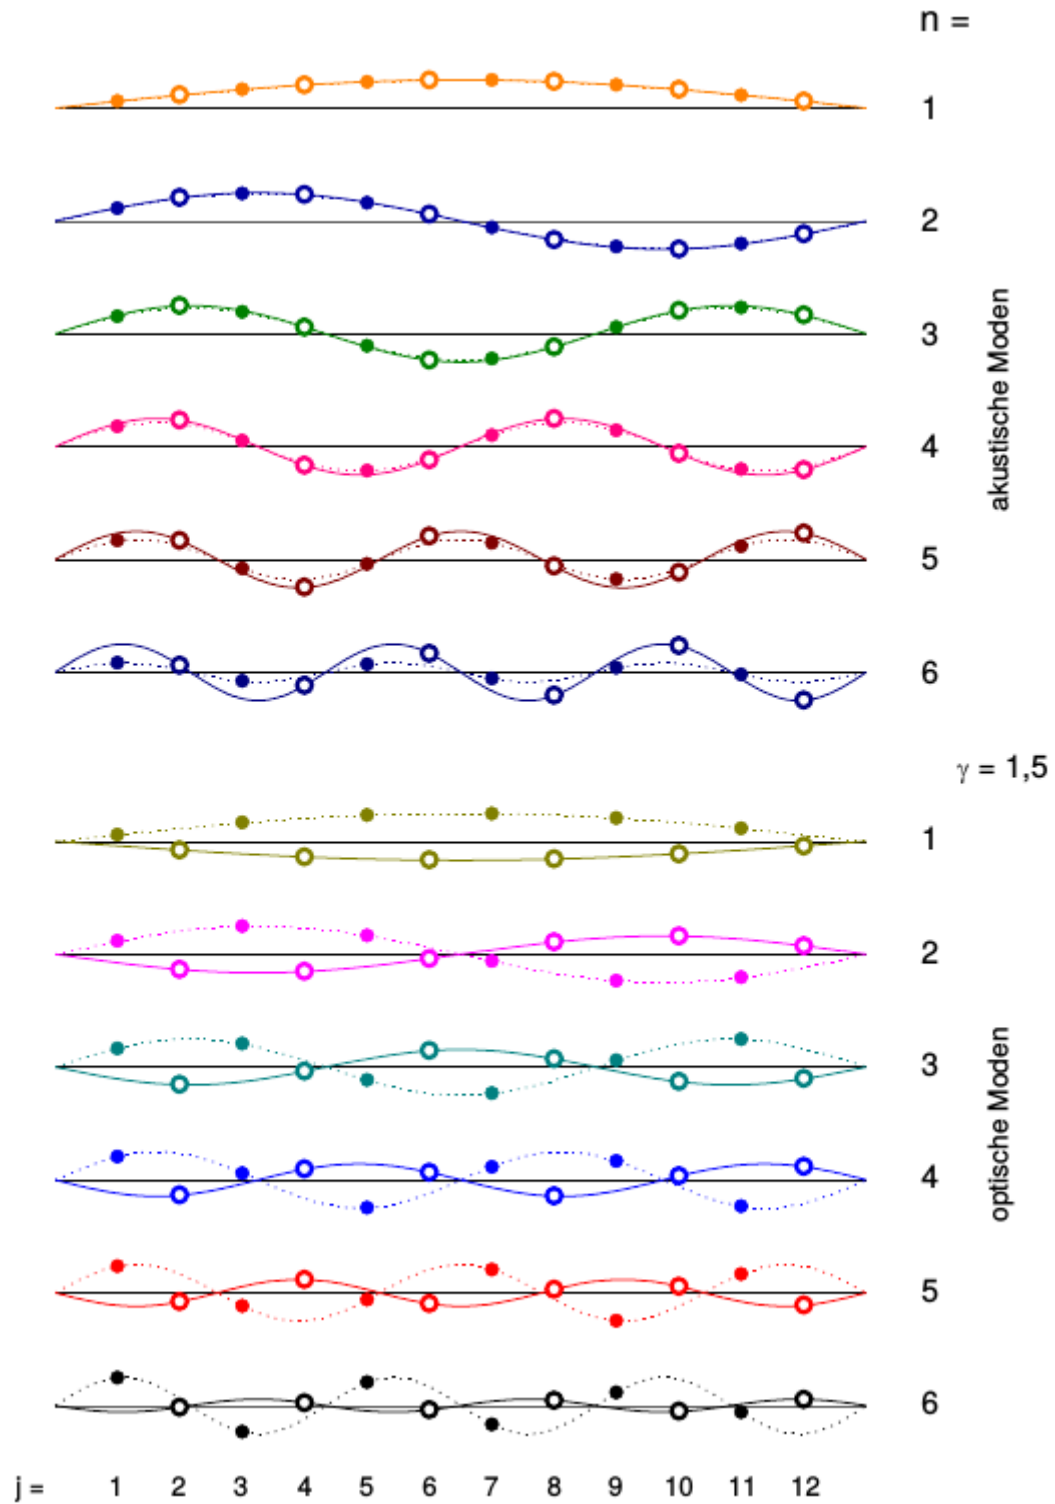 n =
1
2
3
4
5
6
akustische Moden
γ = 1,5
1
2
3
4
5
6
optische Moden
j = 1 2 3 4 5 6 7 8 9 10 11 12